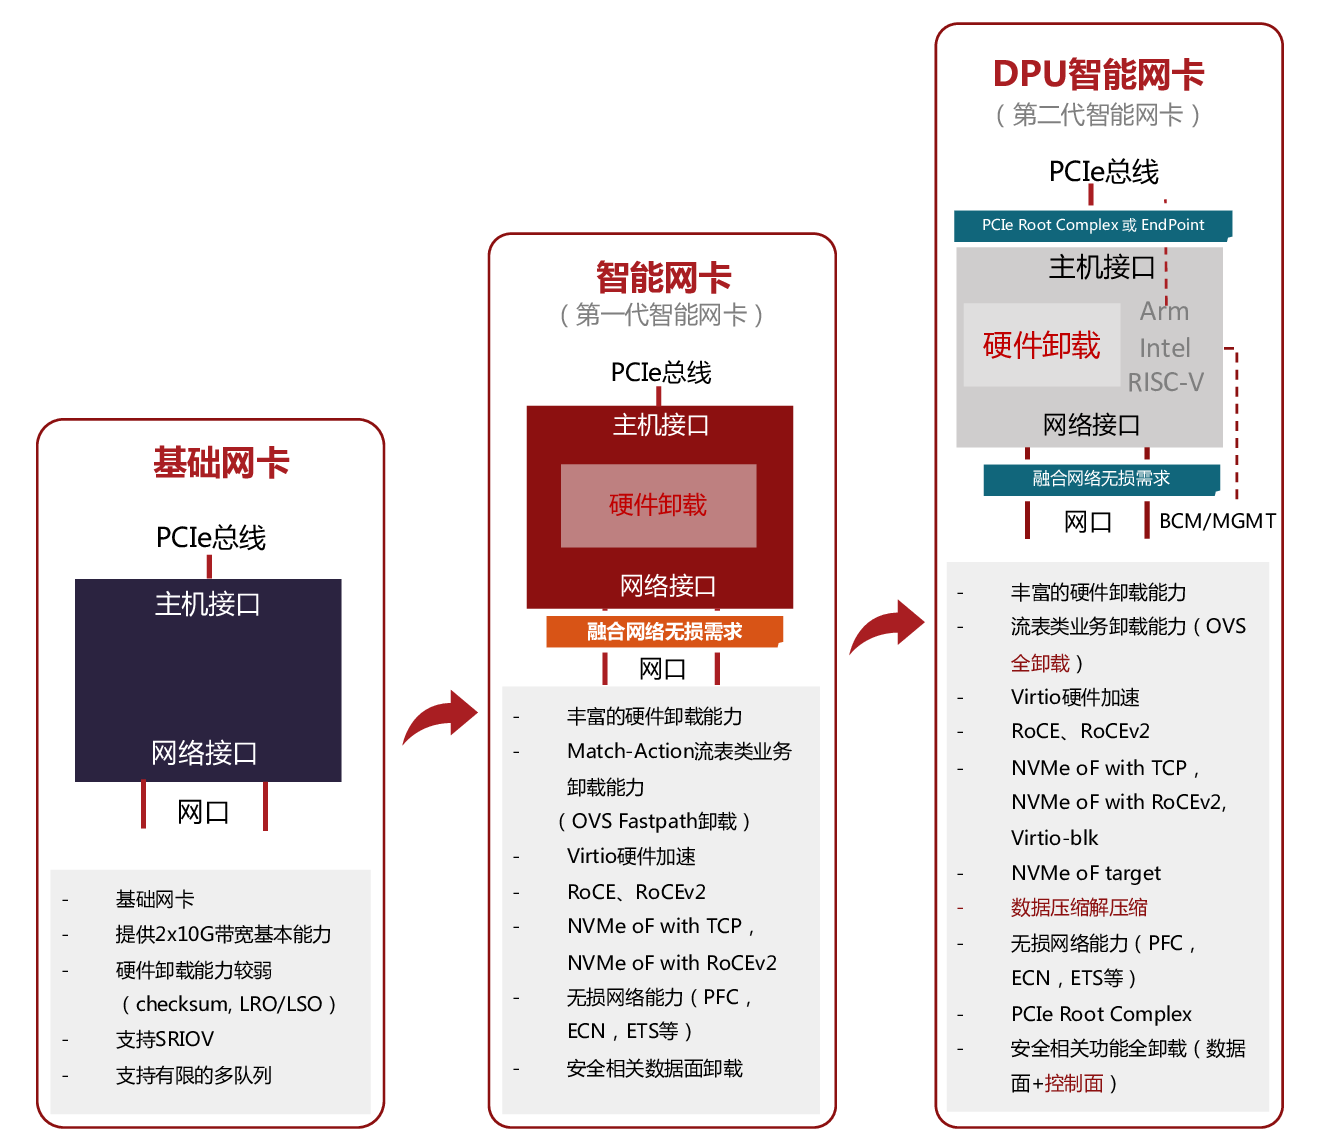 基础网卡
PCIe总线
主机接口
网络接口
网口
- 基础网卡
- 提供2x10G带宽基本能力
- 硬件卸载能力较弱
（checksum, LRO/LSO）
- 支持SRIOV
- 支持有限的多队列
智能网卡
（第一代智能网卡）
PCIe总线
主机接口
硬件卸载
网络接口
融合网络无损需求
网口
- 丰富的硬件卸载能力
- Match-Action流表类业务
卸载能力
（OVS Fastpath卸载）
- Virtio硬件加速
- RoCE、RoCEv2
- NVMe oF with TCP，
NVMe oF with RoCEv2
- 无损网络能力（PFC，
ECN，ETS等）
- 安全相关数据面卸载
DPU智能网卡
（第二代智能网卡）
PCIe总线
PCIe Root Complex 或 EndPoint
主机接口
硬件卸载
Arm
Intel
RISC-V
网络接口
融合网络无损需求
网口
BCM/MGMT
- 丰富的硬件卸载能力
- 流表类业务卸载能力（OVS
全卸载）
- Virtio硬件加速
- RoCE、RoCEv2
- NVMe oF with TCP，
NVMe oF with RoCEv2,
Virtio-blk
- NVMe oF target
- 数据压缩解压缩
- 无损网络能力（PFC，
ECN，ETS等）
- PCIe Root Complex
- 安全相关功能全卸载（数据
面+控制面）